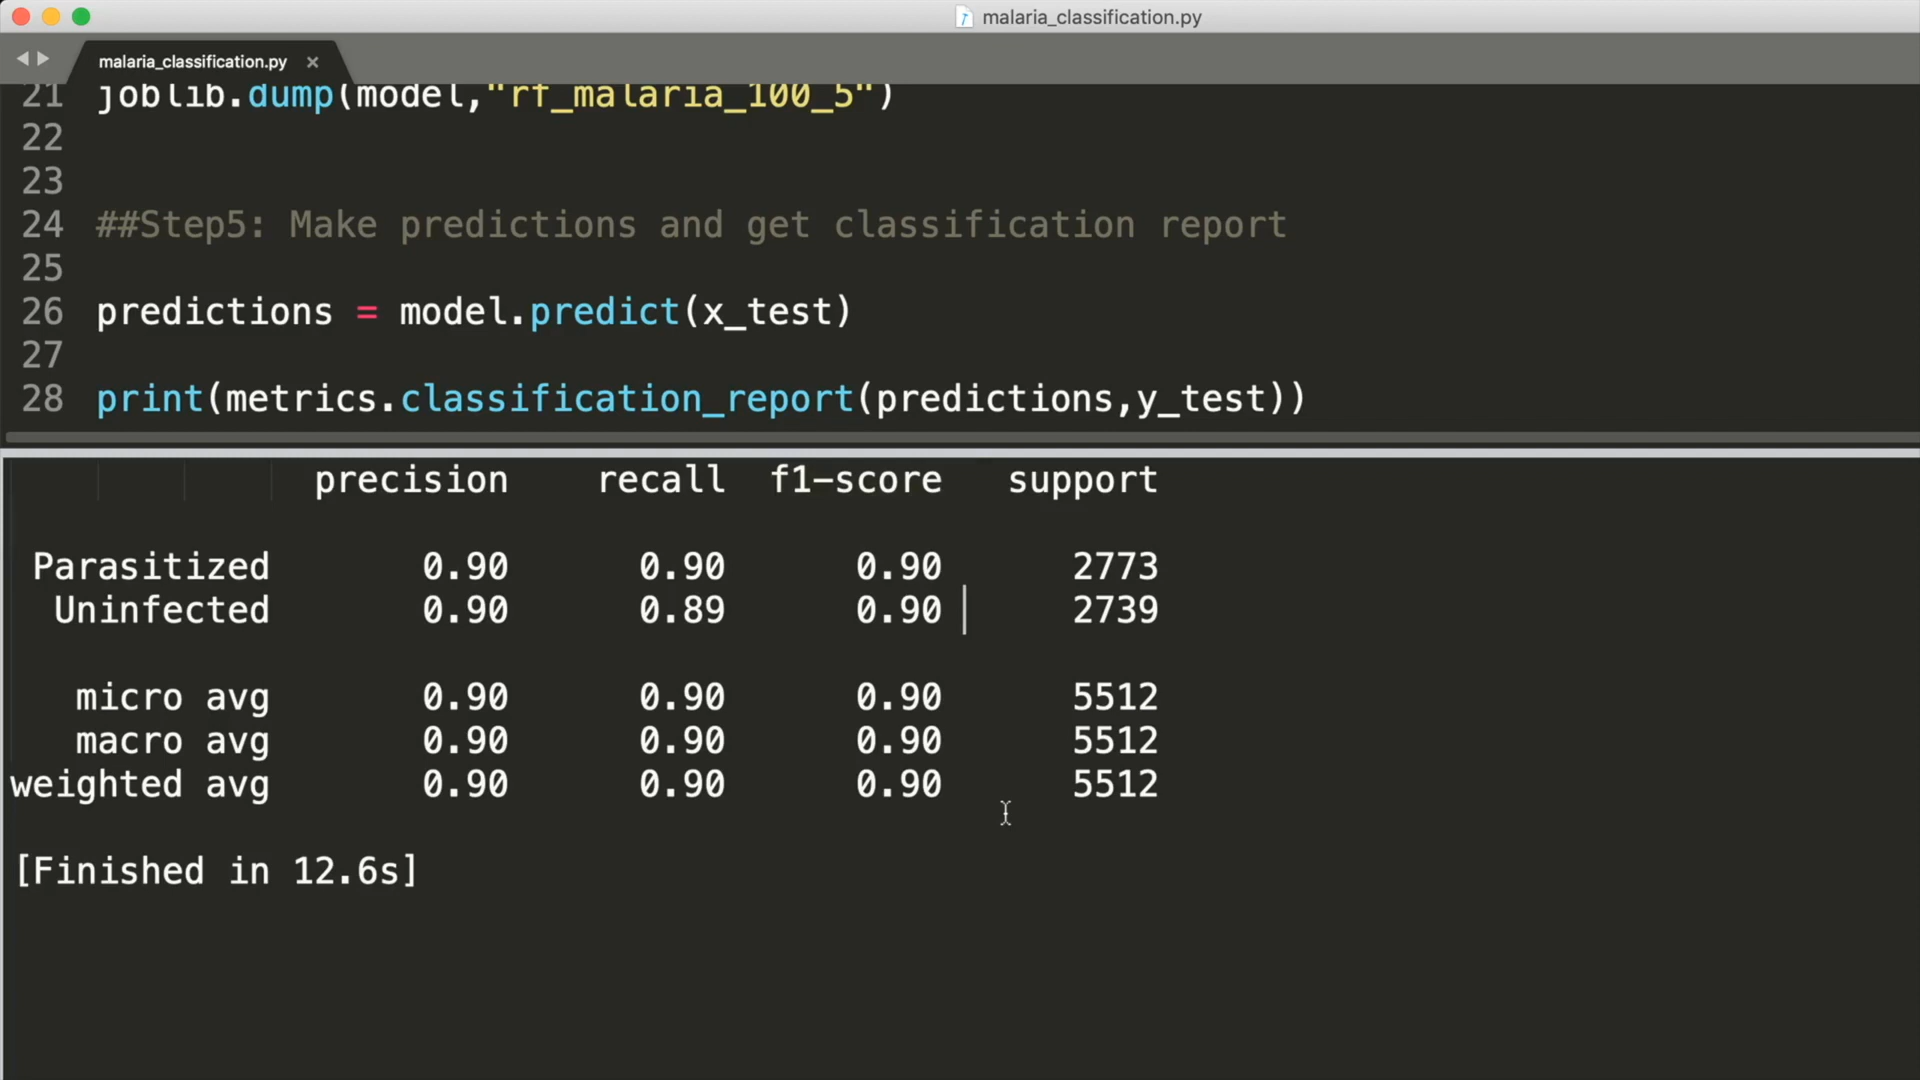 malaria_classification.py
malaria_classification.py ×
21 joblib.dump(model,"rf_malaria_100_5")
22
23
24 ##Step5: Make predictions and get classification report
25
26 predictions = model.predict(x_test)
27
28 print(metrics.classification_report(predictions,y_test))
precision recall f1-score support
Parasitized 0.90 0.90 0.90 2773
Uninfected 0.90 0.89 0.90 2739
micro avg 0.90 0.90 0.90 5512
macro avg 0.90 0.90 0.90 5512
weighted avg 0.90 0.90 0.90 5512
[Finished in 12.6s]